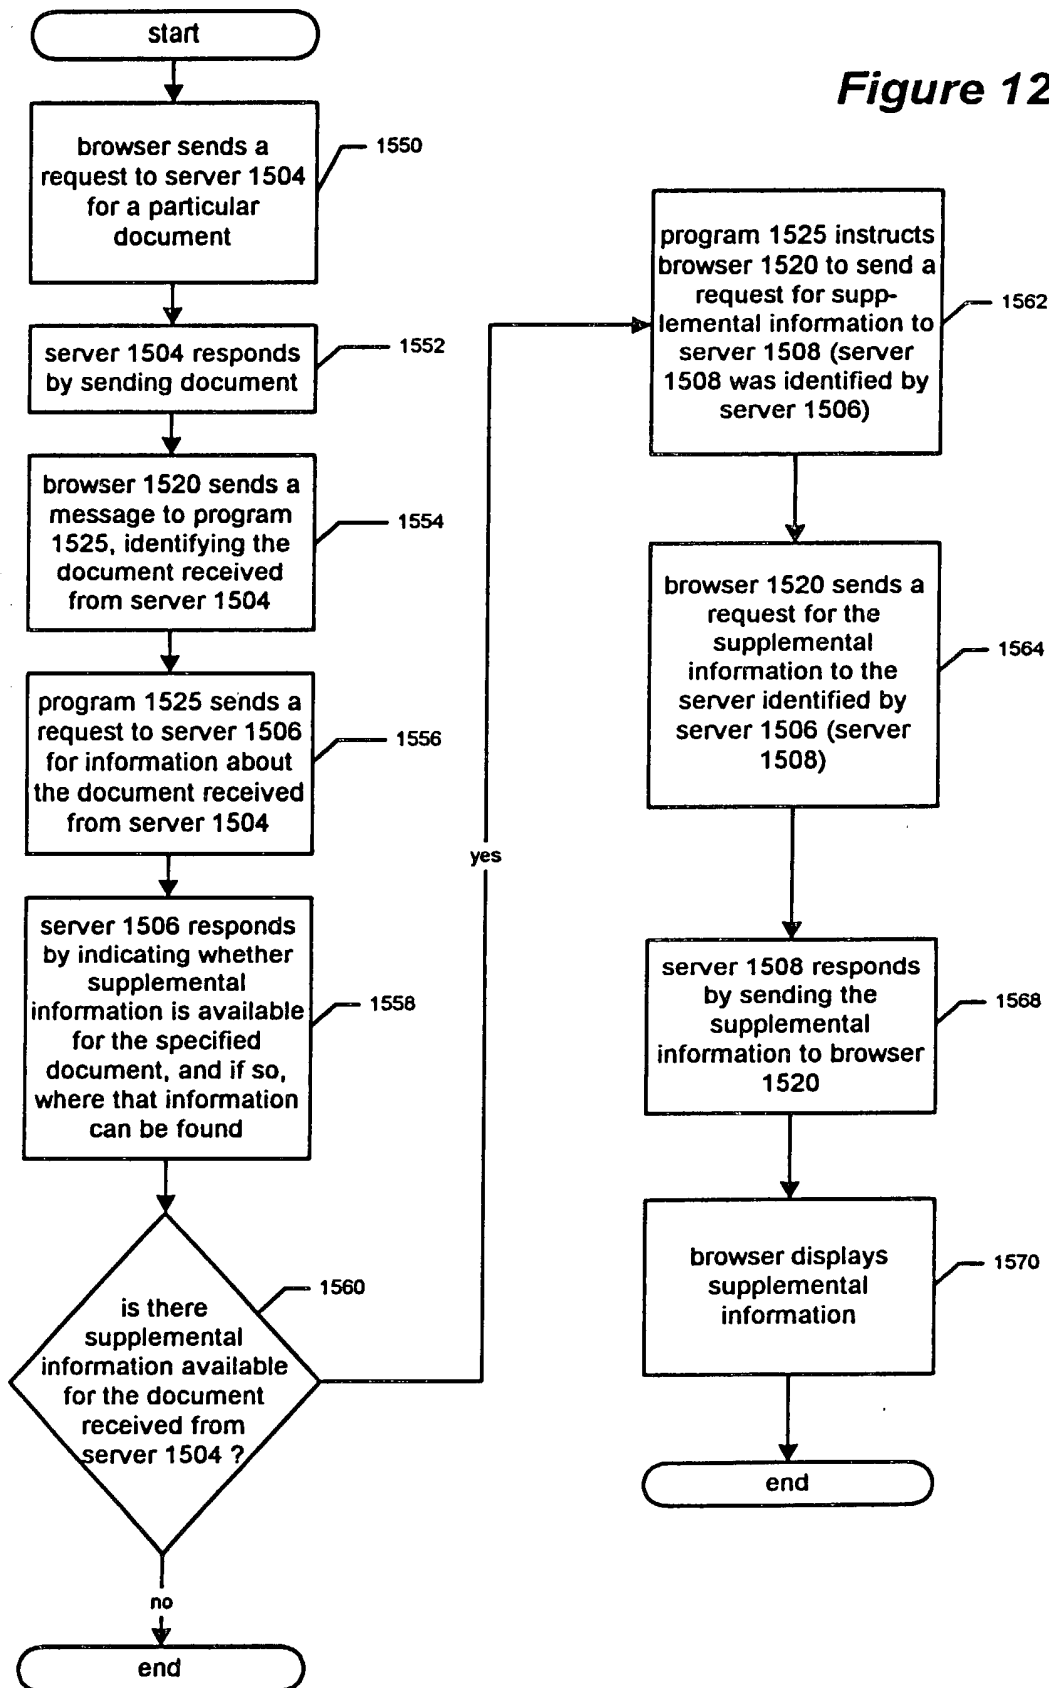 Figure 12
start
browser sends a
request to server 1504
for a particular
document
1550
server 1504 responds
by sending document
1552
browser 1520 sends a
message to program
1525, identifying the
document received
from server 1504
1554
program 1525 sends a
request to server 1506
for information about
the document received
from server 1504
1556
server 1506 responds
by indicating whether
supplemental
information is available
for the specified
document, and if so,
where that information
can be found
1558
is there
supplemental
information available
for the document
received from
server 1504 ?
1560
no
end
yes
program 1525 instructs
browser 1520 to send a
request for supp-
lemental information to
server 1508 (server
1508 was identified by
server 1506)
1562
browser 1520 sends a
request for the
supplemental
information to the
server identified by
server 1506 (server
1508)
1564
server 1508 responds
by sending the
supplemental
information to browser
1520
1568
browser displays
supplemental
information
1570
end